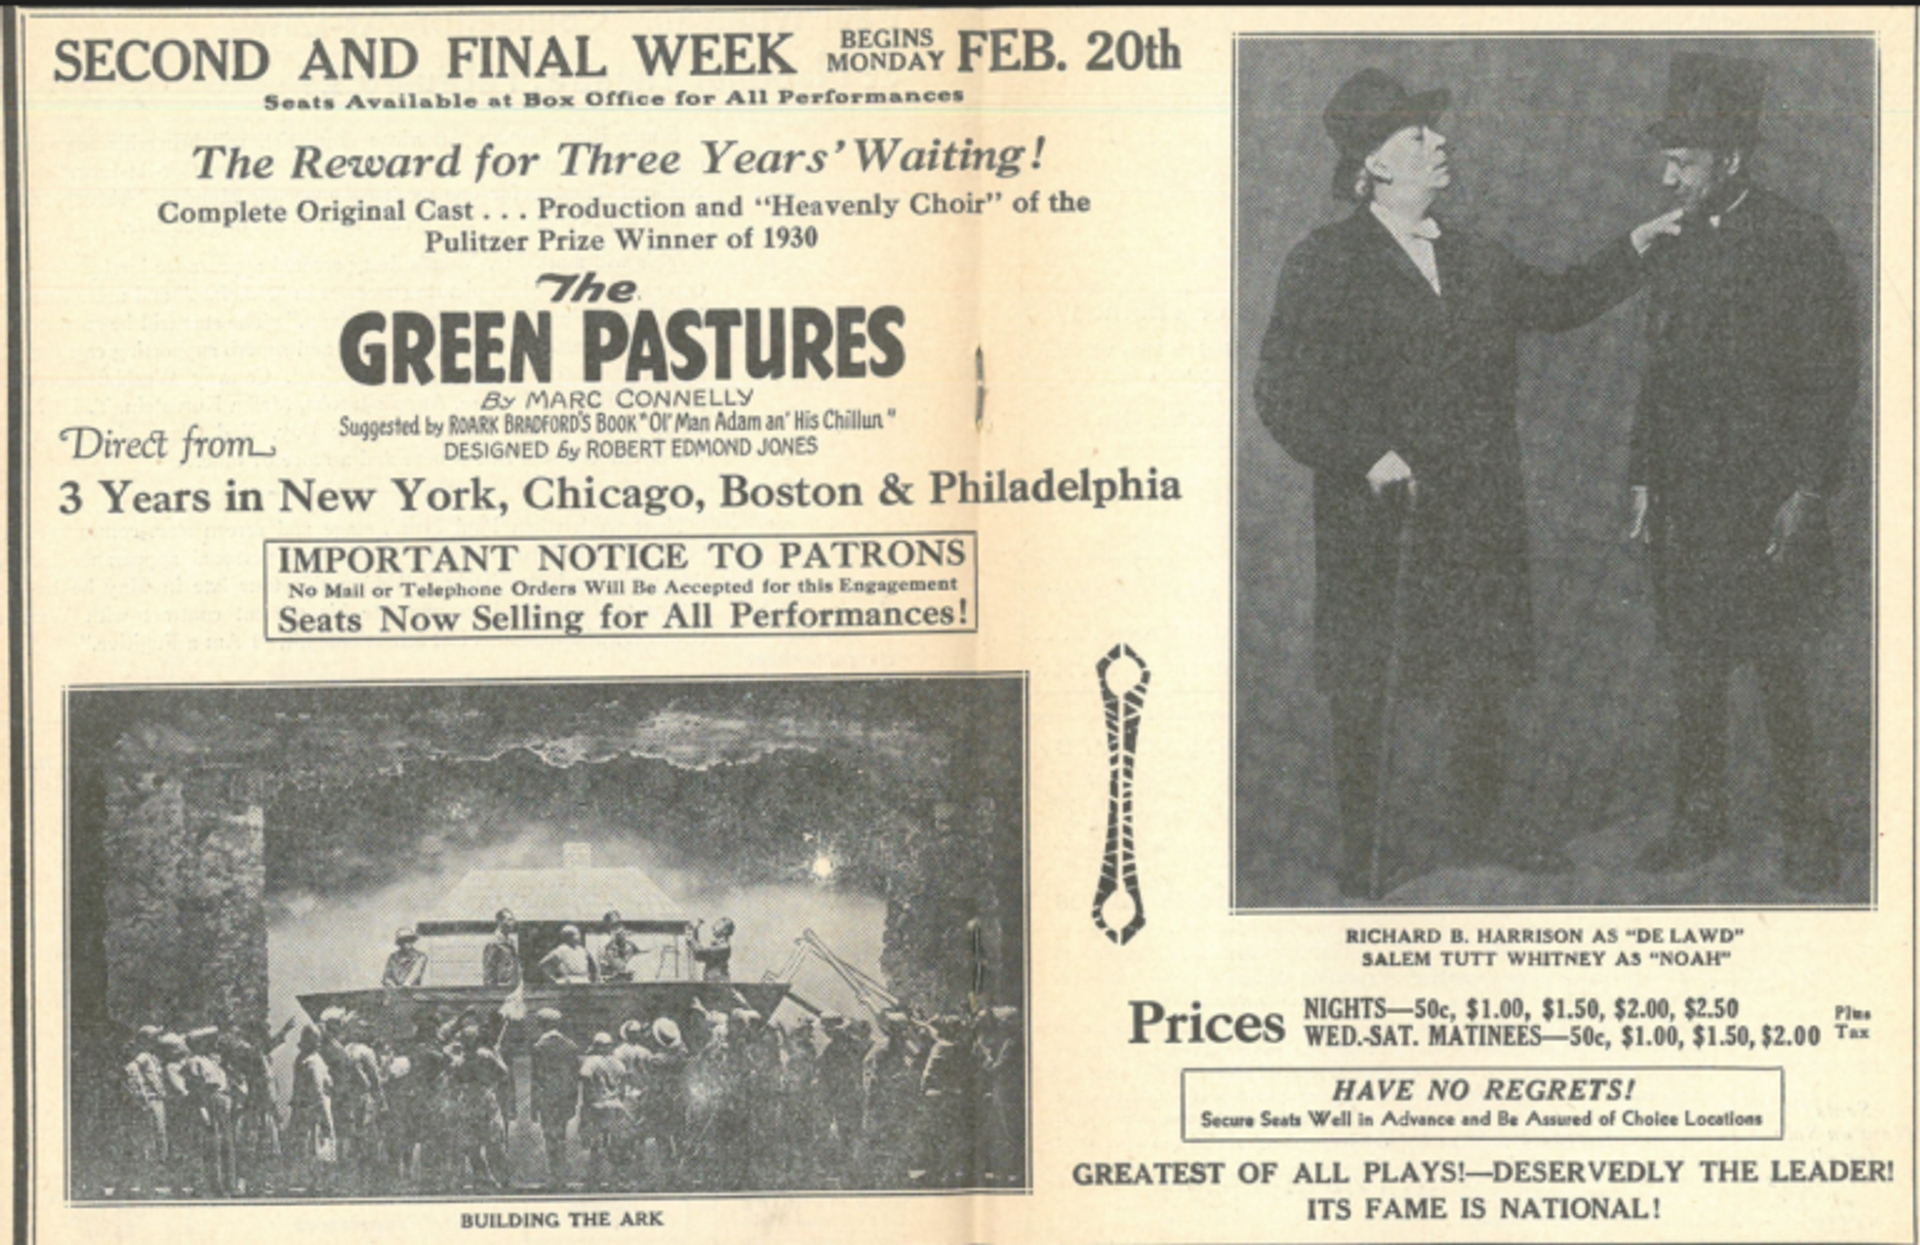 SECOND AND FINAL WEEK BEGINS MONDAY FEB. 20th
Seats Available at Box Office for All Performances
The Reward for Three Years' Waiting!
Complete Original Cast . . . Production and "Heavenly Choir" of the
Pulitzer Prize Winner of 1930
The
GREEN PASTURES
By MARC CONNELLY
Suggested by ROARK BRADFORD'S BOOK "Ol' Man Adam an' His Chillun"
DESIGNED by ROBERT EDMOND JONES
Direct from
3 Years in New York, Chicago, Boston & Philadelphia
IMPORTANT NOTICE TO PATRONS
No Mail or Telephone Orders Will Be Accepted for this Engagement
Seats Now Selling for All Performances!
BUILDING THE ARK
RICHARD B. HARRISON AS "DE LAWD"
SALEM TUTT WHITNEY AS "NOAH"
Prices
NIGHTS—50c, $1.00, $1.50, $2.00, $2.50
WED.-SAT. MATINEES—50c, $1.00, $1.50, $2.00
Plus
Tax
HAVE NO REGRETS!
Secure Seats Well in Advance and Be Assured of Choice Locations
GREATEST OF ALL PLAYS!—DESERVEDLY THE LEADER!
ITS FAME IS NATIONAL!